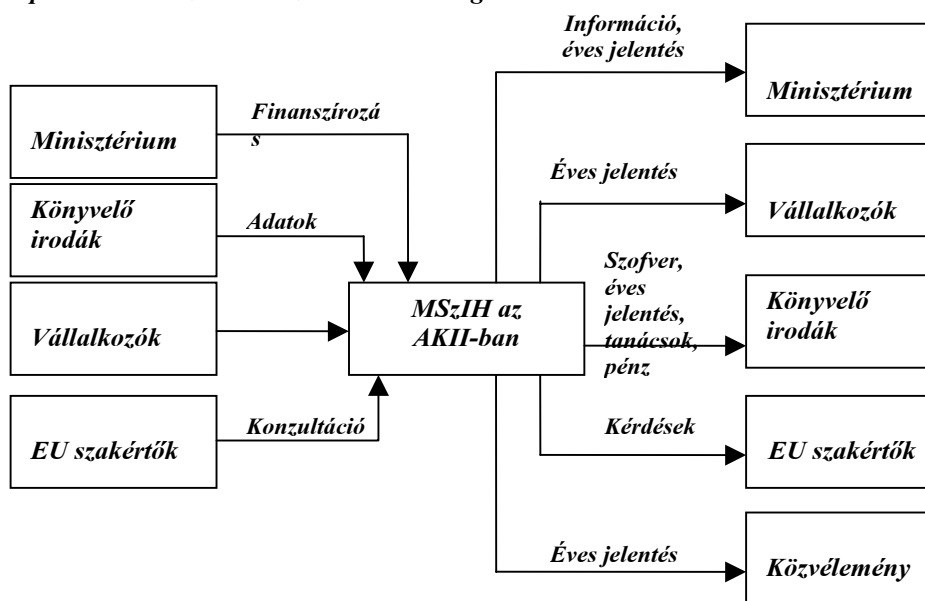 Információ,
éves jelentés
Minisztérium
Finanszírozá
s
Minisztérium
Könyvelő
irodák
Adatok
Éves jelentés
Vállalkozók
Szofver,
éves
jelentés,
tanácsok,
pénz
Könyvelő
irodák
MSzIH az
AKII-ban
Vállalkozók
EU szakértők
Konzultáció
Kérdések
EU szakértők
Éves jelentés
Közvélemény